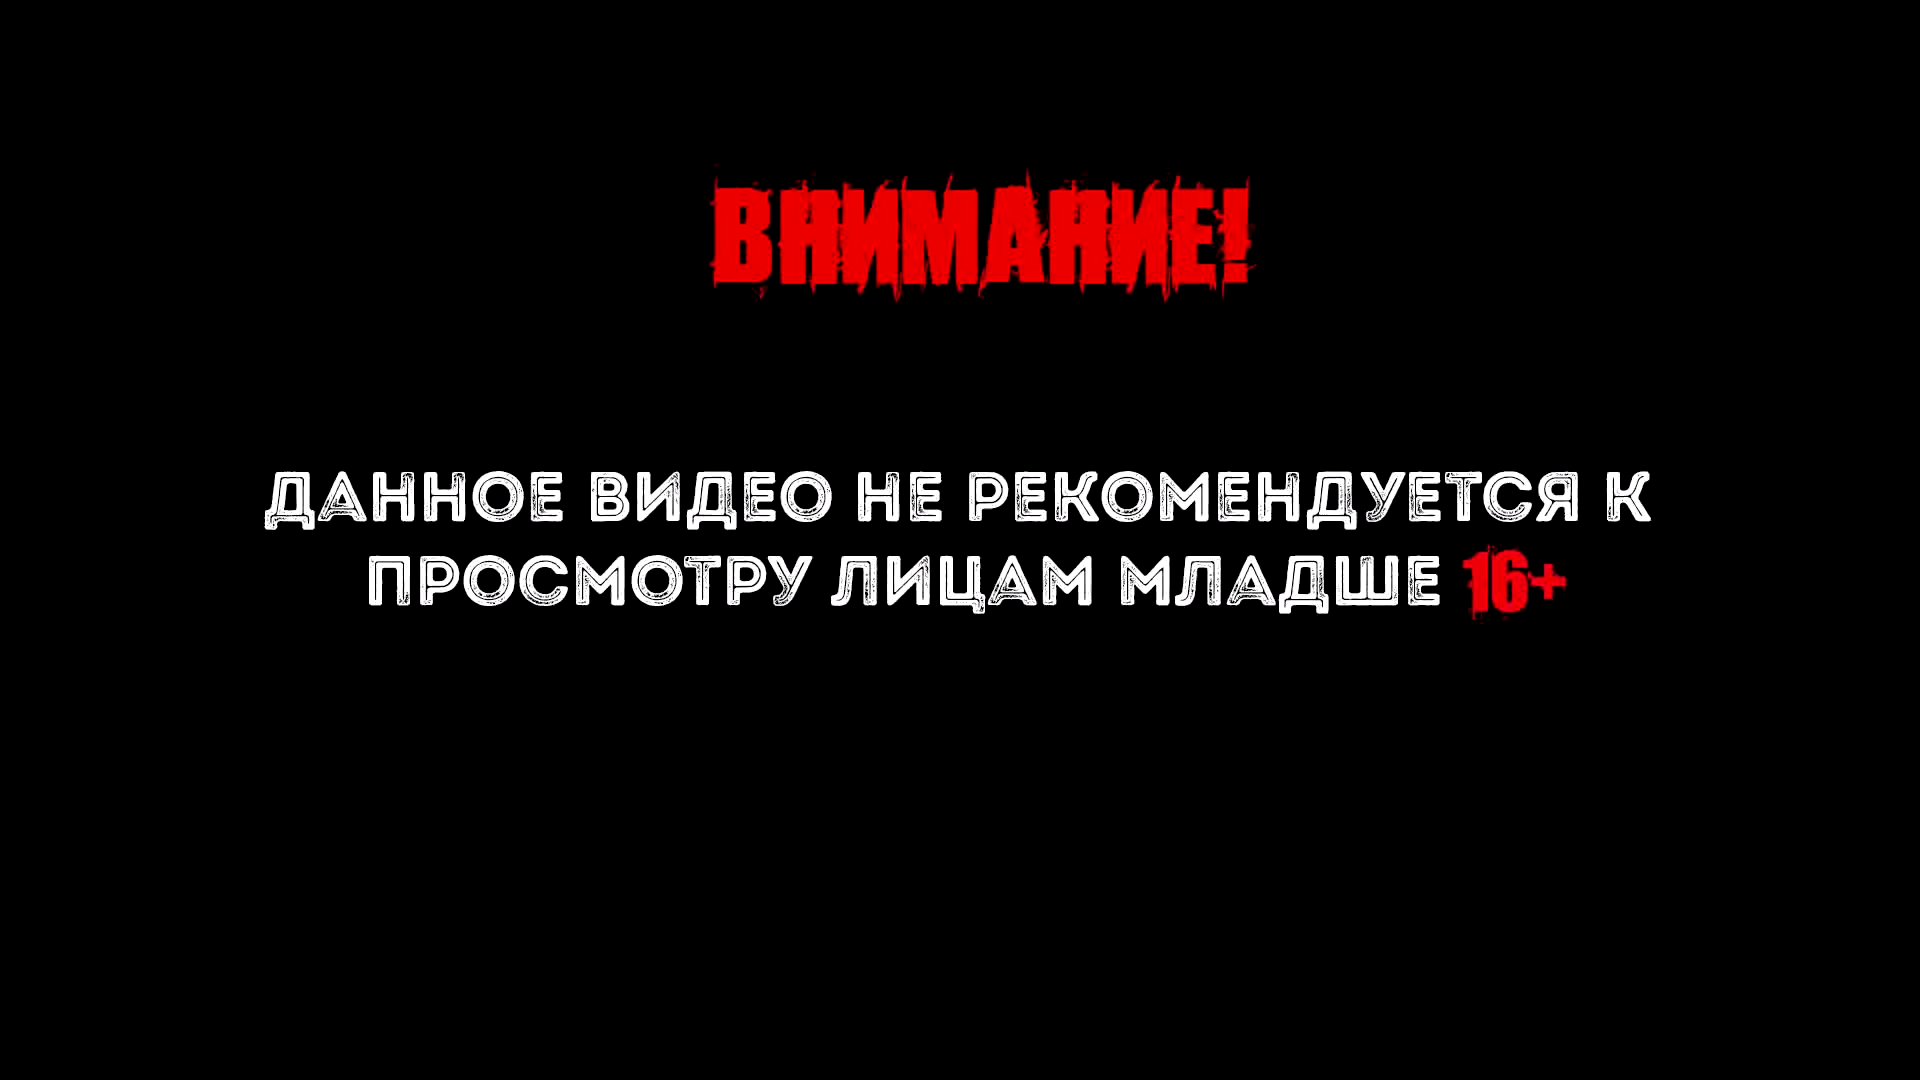 ВНИМАНИЕ!
ДАННОЕ ВИДЕО НЕ РЕКОМЕНДУЕТСЯ К
ПРОСМОТРУ ЛИЦАМ МЛАДШЕ 16+